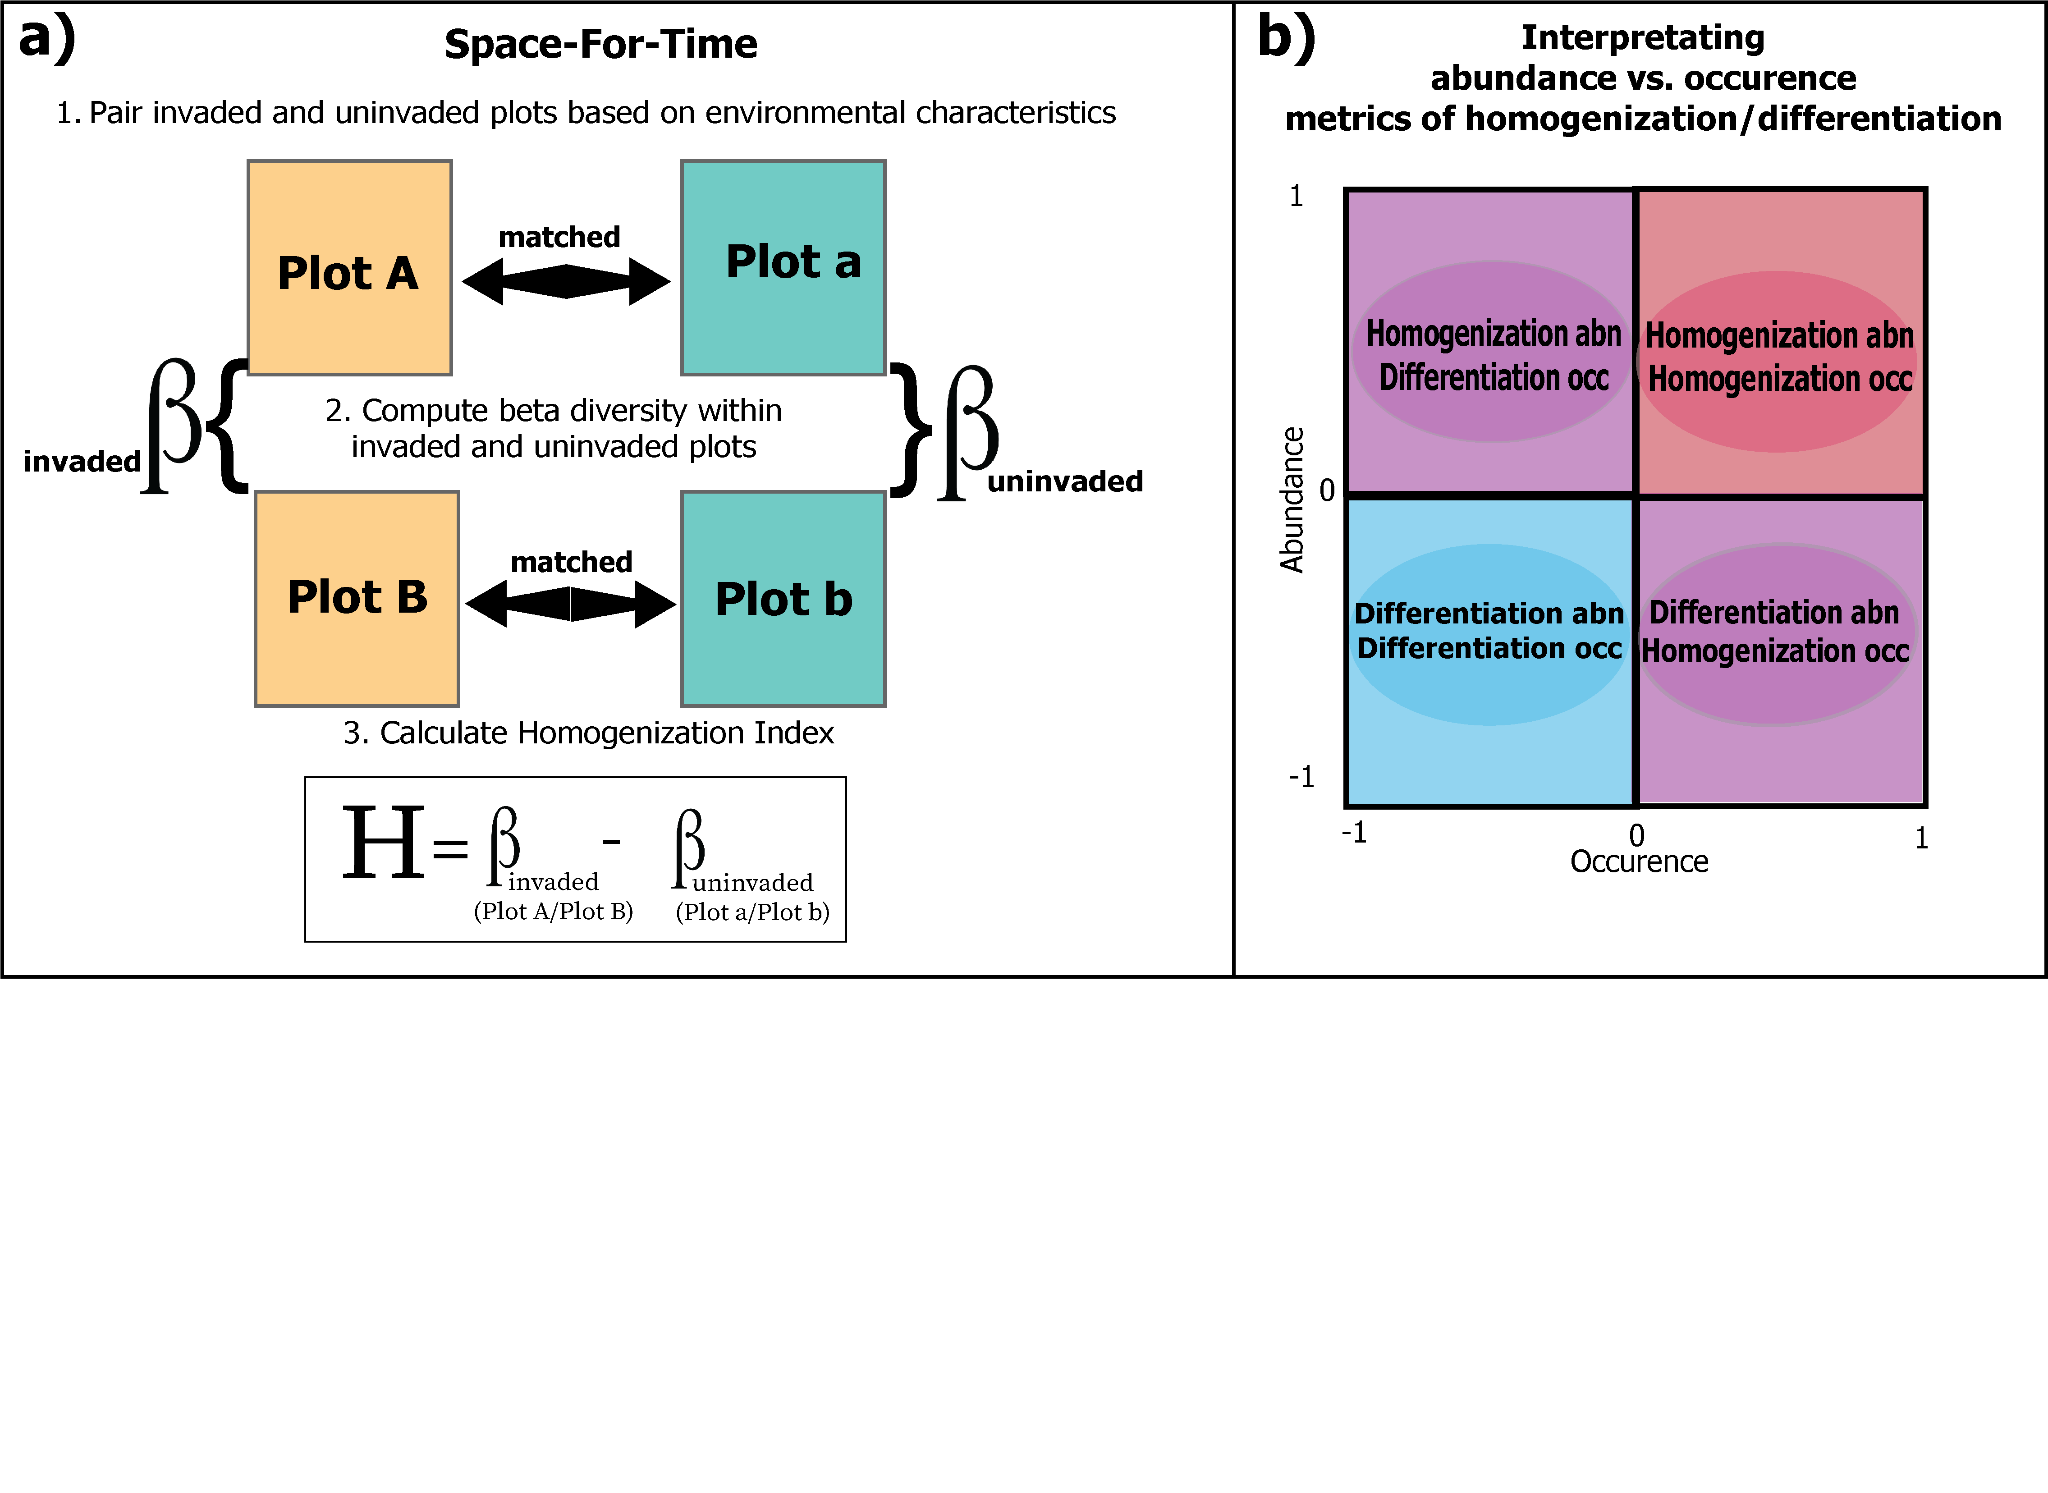 a)
Space-For-Time
1. Pair invaded and uninvaded plots based on environmental characteristics
Plot A
matched
Plot a
β
invaded
2. Compute beta diversity within
invaded and uninvaded plots
β
uninvaded
Plot B
matched
Plot b
3. Calculate Homogenization Index
H = β invaded - β uninvaded
(Plot A/Plot B) (Plot a/Plot b)
b)
Interpretating
abundance vs. occurence
metrics of homogenization/differentiation
1
Homogenization abn
Differentiation occ
Homogenization abn
Homogenization occ
Abundance
0
Differentiation abn
Differentiation occ
Differentiation abn
Homogenization occ
-1
-1
0
1
Occurence